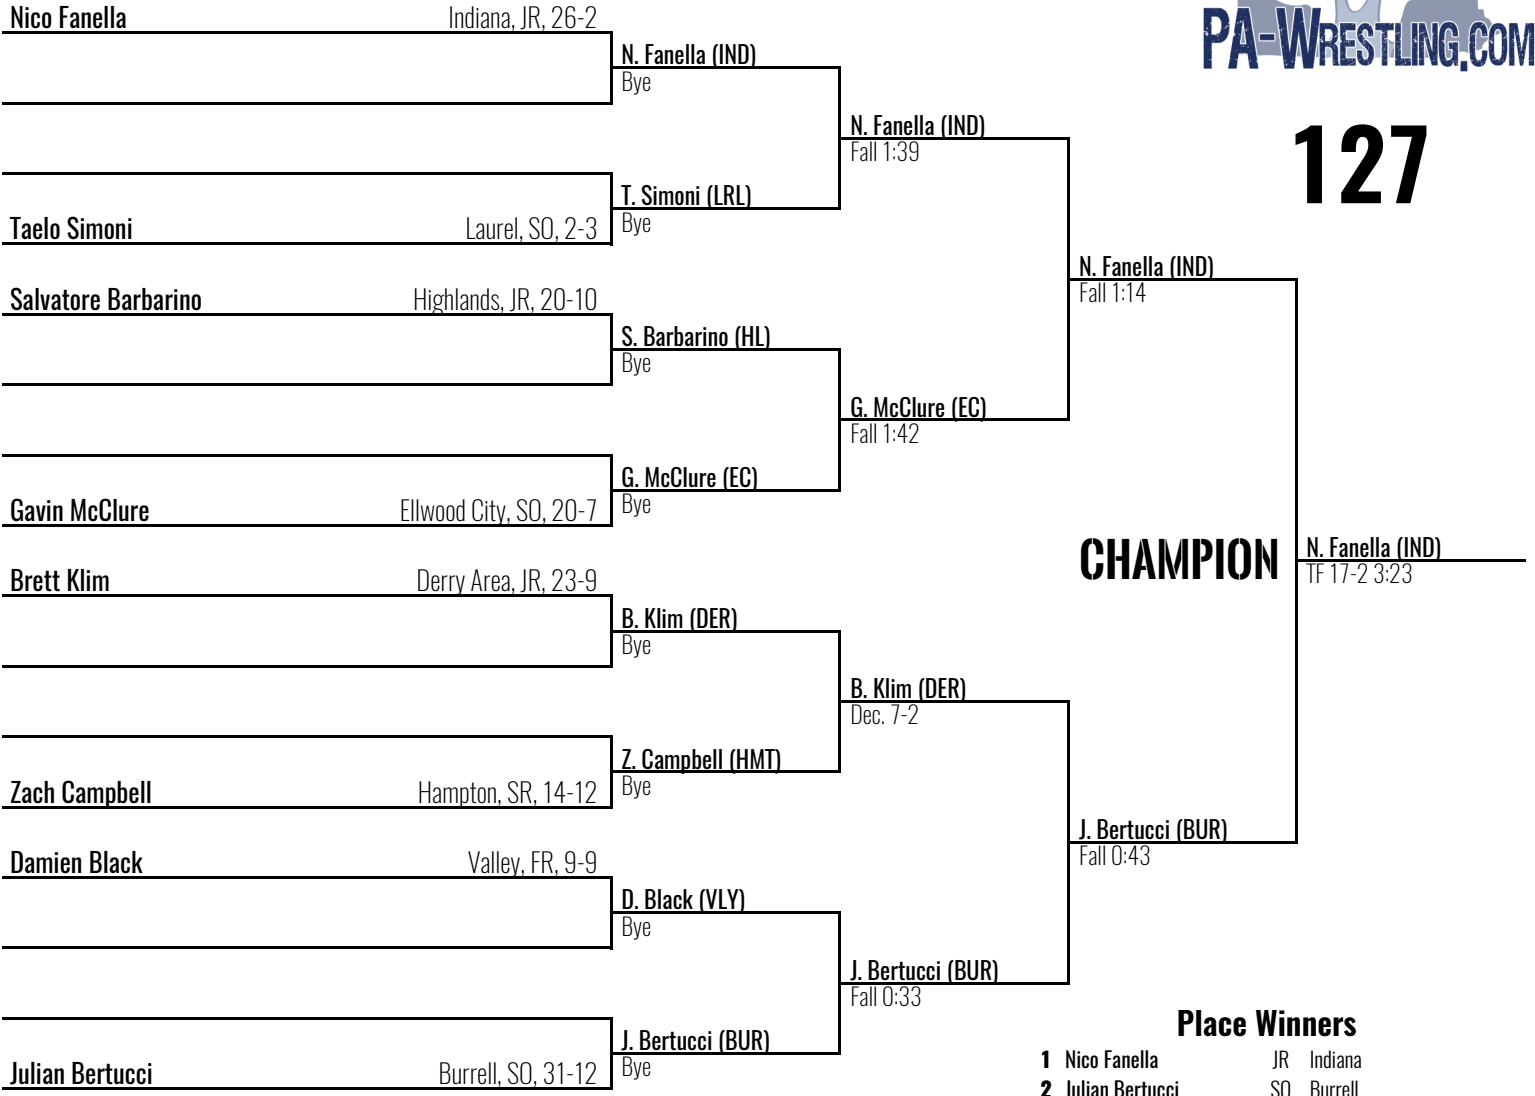 Nico Fanella Indiana, JR, 26-2
PA-WRESTLING.COM
N. Fanella (IND)
Bye
N. Fanella (IND)
Fall 1:39
127
T. Simoni (LRL)
Bye
Taelo Simoni Laurel, SO, 2-3
N. Fanella (IND)
Fall 1:14
Salvatore Barbarino Highlands, JR, 20-10
S. Barbarino (HL)
Bye
G. McClure (EC)
Fall 1:42
G. McClure (EC)
Bye
Gavin McClure Ellwood City, SO, 20-7
CHAMPION
N. Fanella (IND)
TF 17-2 3:23
Brett Klim Derry Area, JR, 23-9
B. Klim (DER)
Bye
B. Klim (DER)
Dec. 7-2
Z. Campbell (HMT)
Bye
Zach Campbell Hampton, SR, 14-12
J. Bertucci (BUR)
Fall 0:43
Damien Black Valley, FR, 9-9
D. Black (VLY)
Bye
J. Bertucci (BUR)
Fall 0:33
J. Bertucci (BUR)
Bye
Julian Bertucci Burrell, SO, 31-12
Place Winners
1 Nico Fanella JR Indiana
2 Julian Bertucci SO Burrell